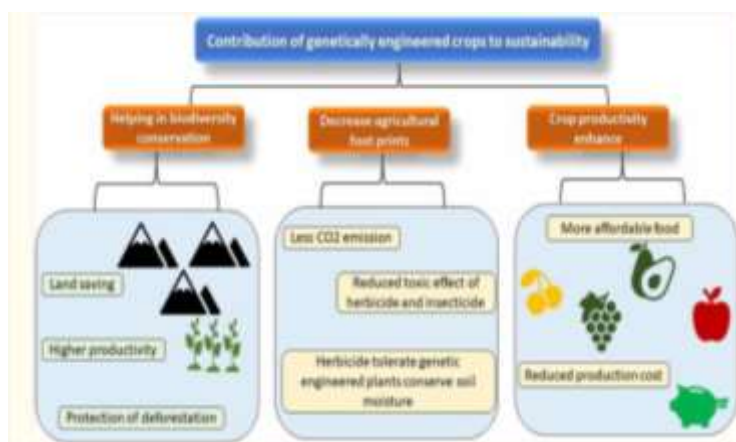 Contribution of genetically engineered crops to sustainability
Helping in biodiversity
conservation
Decrease agricultural
foot prints
Crop productivity
enhance
Land saving
Higher productivity
Protection of deforestation
Less CO2 emission
Reduced toxic effect of
herbicide and insecticide
Herbicide tolerate genetic
engineered plants conserve soil
moisture
More affordable food
Reduced production cost